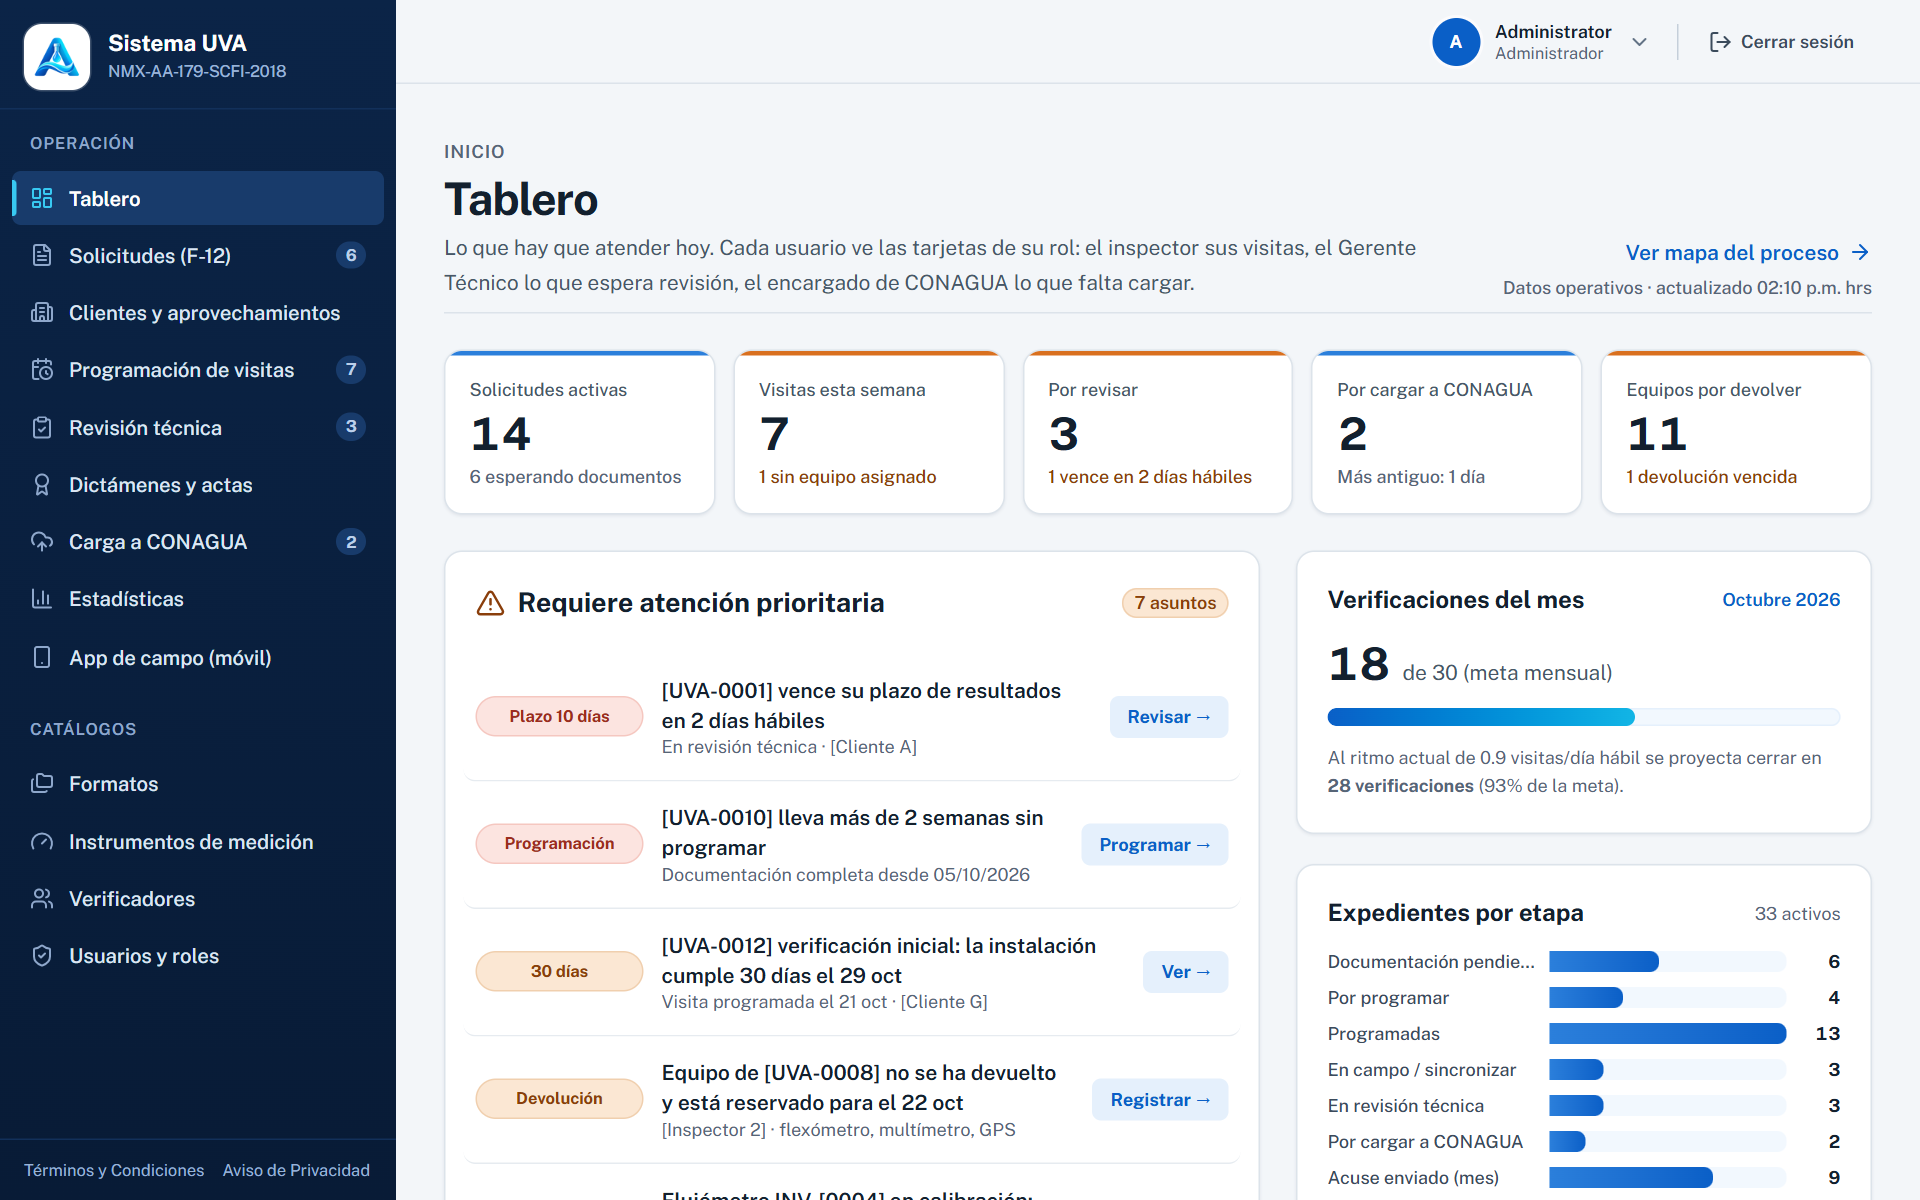 Sistema UVA
NMX-AA-179-SCFI-2018
OPERACIÓN
Tablero
Solicitudes (F-12) 6
Clientes y aprovechamientos
Programación de visitas 7
Revisión técnica 3
Dictámenes y actas
Carga a CONAGUA 2
Estadísticas
App de campo (móvil)
CATÁLOGOS
Formatos
Instrumentos de medición
Verificadores
Usuarios y roles
Términos y Condiciones Aviso de Privacidad
A
Administrator
Administrador
Cerrar sesión
INICIO
Tablero
Lo que hay que atender hoy. Cada usuario ve las tarjetas de su rol: el inspector sus visitas, el Gerente
Técnico lo que espera revisión, el encargado de CONAGUA lo que falta cargar.
Ver mapa del proceso →
Datos operativos · actualizado 02:10 p.m. hrs
Solicitudes activas
14
6 esperando documentos
Visitas esta semana
7
1 sin equipo asignado
Por revisar
3
1 vence en 2 días hábiles
Por cargar a CONAGUA
2
Más antiguo: 1 día
Equipos por devolver
11
1 devolución vencida
Requiere atención prioritaria 7 asuntos
Plazo 10 días
[UVA-0001] vence su plazo de resultados
en 2 días hábiles
En revisión técnica · [Cliente A]
Revisar →
Programación
[UVA-0010] lleva más de 2 semanas sin
programar
Documentación completa desde 05/10/2026
Programar →
30 días
[UVA-0012] verificación inicial: la instalación
cumple 30 días el 29 oct
Visita programada el 21 oct · [Cliente G]
Ver →
Devolución
Equipo de [UVA-0008] no se ha devuelto
y está reservado para el 22 oct
[Inspector 2] · flexómetro, multímetro, GPS
Registrar →
Flujómetro INV-[0004] en calibración:
Verificaciones del mes Octubre 2026
18 de 30 (meta mensual)
Al ritmo actual de 0.9 visitas/día hábil se proyecta cerrar en
28 verificaciones (93% de la meta).
Expedientes por etapa 33 activos
Documentación pendie... 6
Por programar 4
Programadas 13
En campo / sincronizar 3
En revisión técnica 3
Por cargar a CONAGUA 2
Acuse enviado (mes) 9